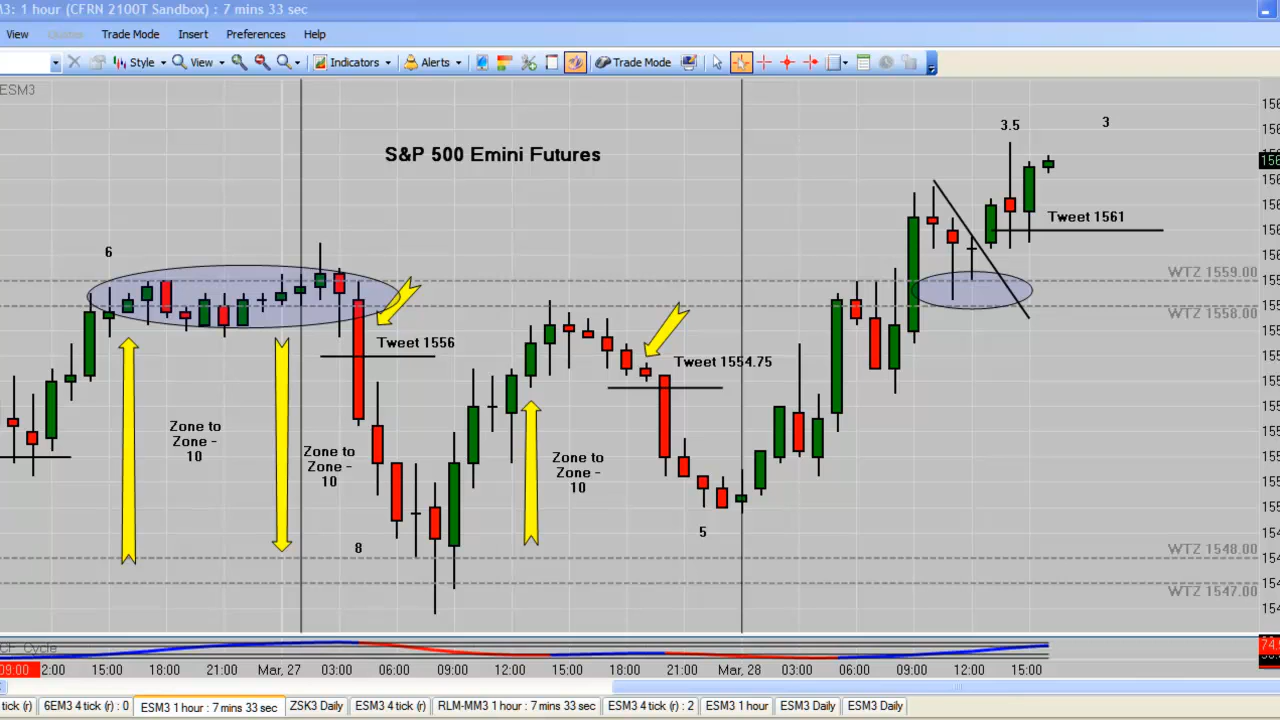 M3: 1 hour (CFRN 2100T Sandbox) : 7 mins 33 sec
View Quotes Trade Mode Insert Preferences Help
Style View Indicators Alerts Trade Mode
ESM3
3.5 3
S&P 500 Emini Futures
Tweet 1561
6
WTZ 1559.00
WTZ 1558.00
Tweet 1556
Tweet 1554.75
Zone to
Zone -
10
Zone to
Zone -
10
Zone to
Zone -
10
5
8
WTZ 1548.00
WTZ 1547.00
CF Cycle
09:00 2:00 15:00 18:00 21:00 Mar, 27 03:00 06:00 09:00 12:00 15:00 18:00 21:00 Mar, 28 03:00 06:00 09:00 12:00 15:00
tick (r) 6EM3 4 tick (r) : 0 ESM3 1 hour : 7 mins 33 sec ZSK3 Daily ESM3 4 tick (r) RLM-MM3 1 hour : 7 mins 33 sec ESM3 4 tick (r) : 2 ESM3 1 hour ESM3 Daily ESM3 Daily